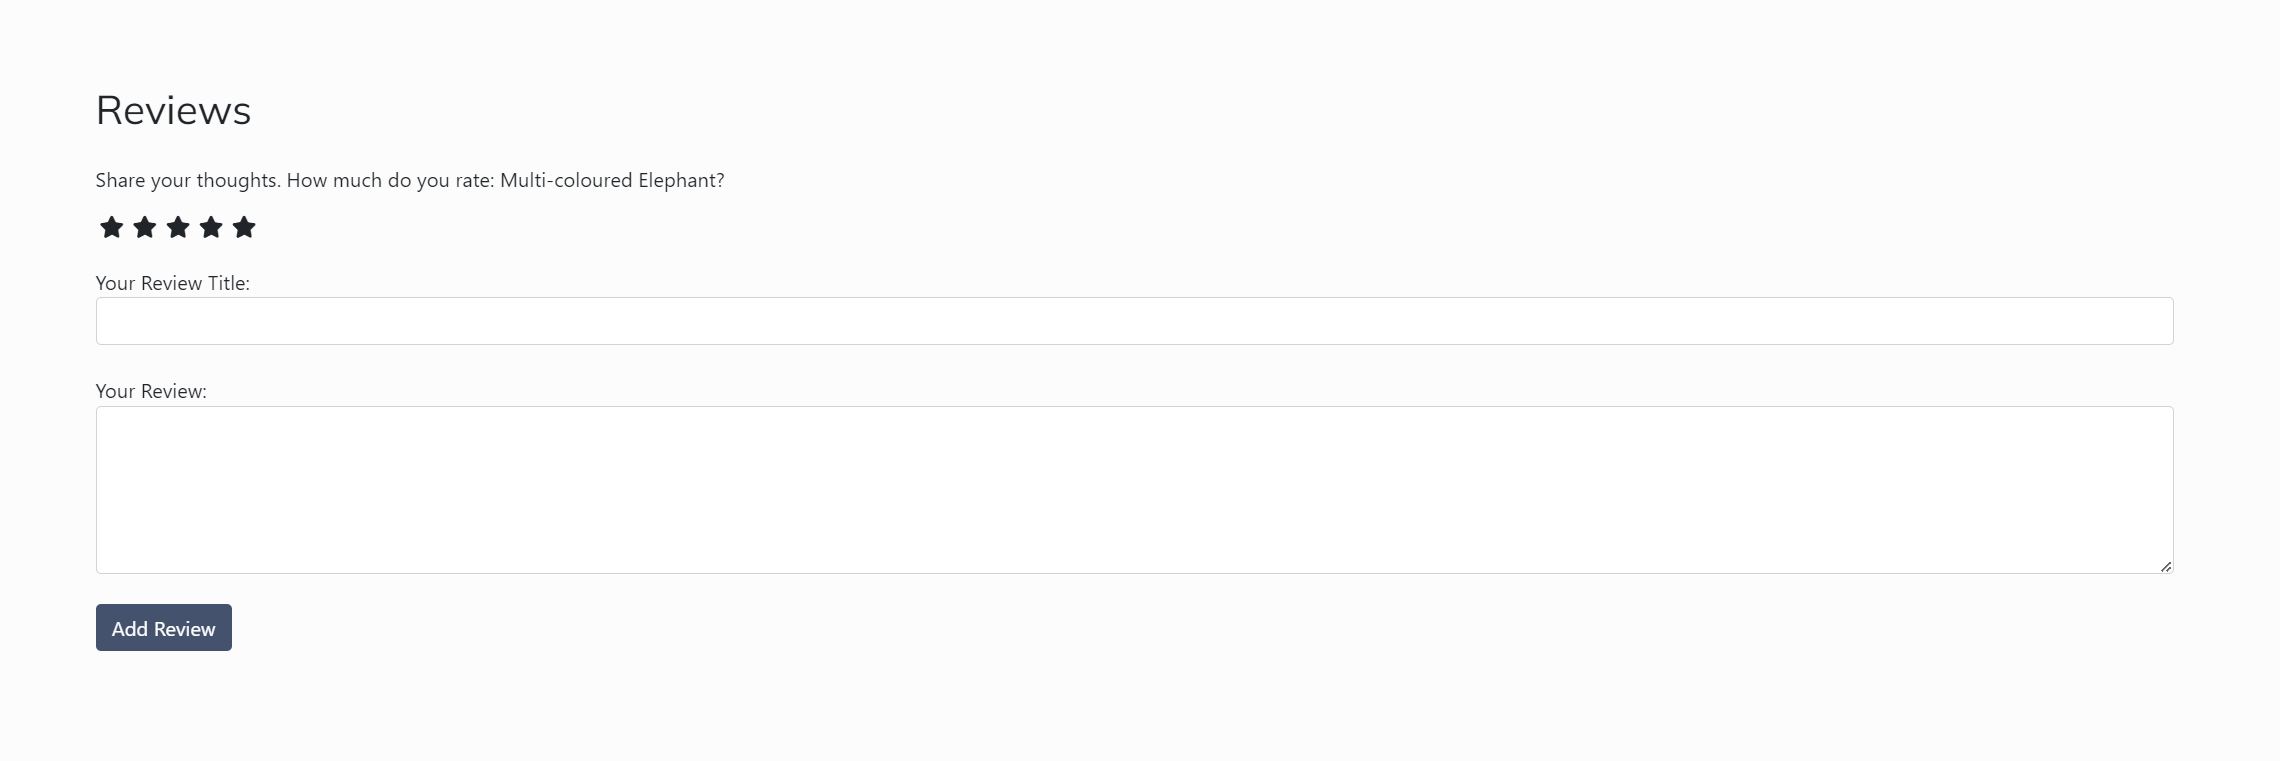 Reviews
Share your thoughts. How much do you rate: Multi-coloured Elephant?
Your Review Title:
Your Review:
Add Review